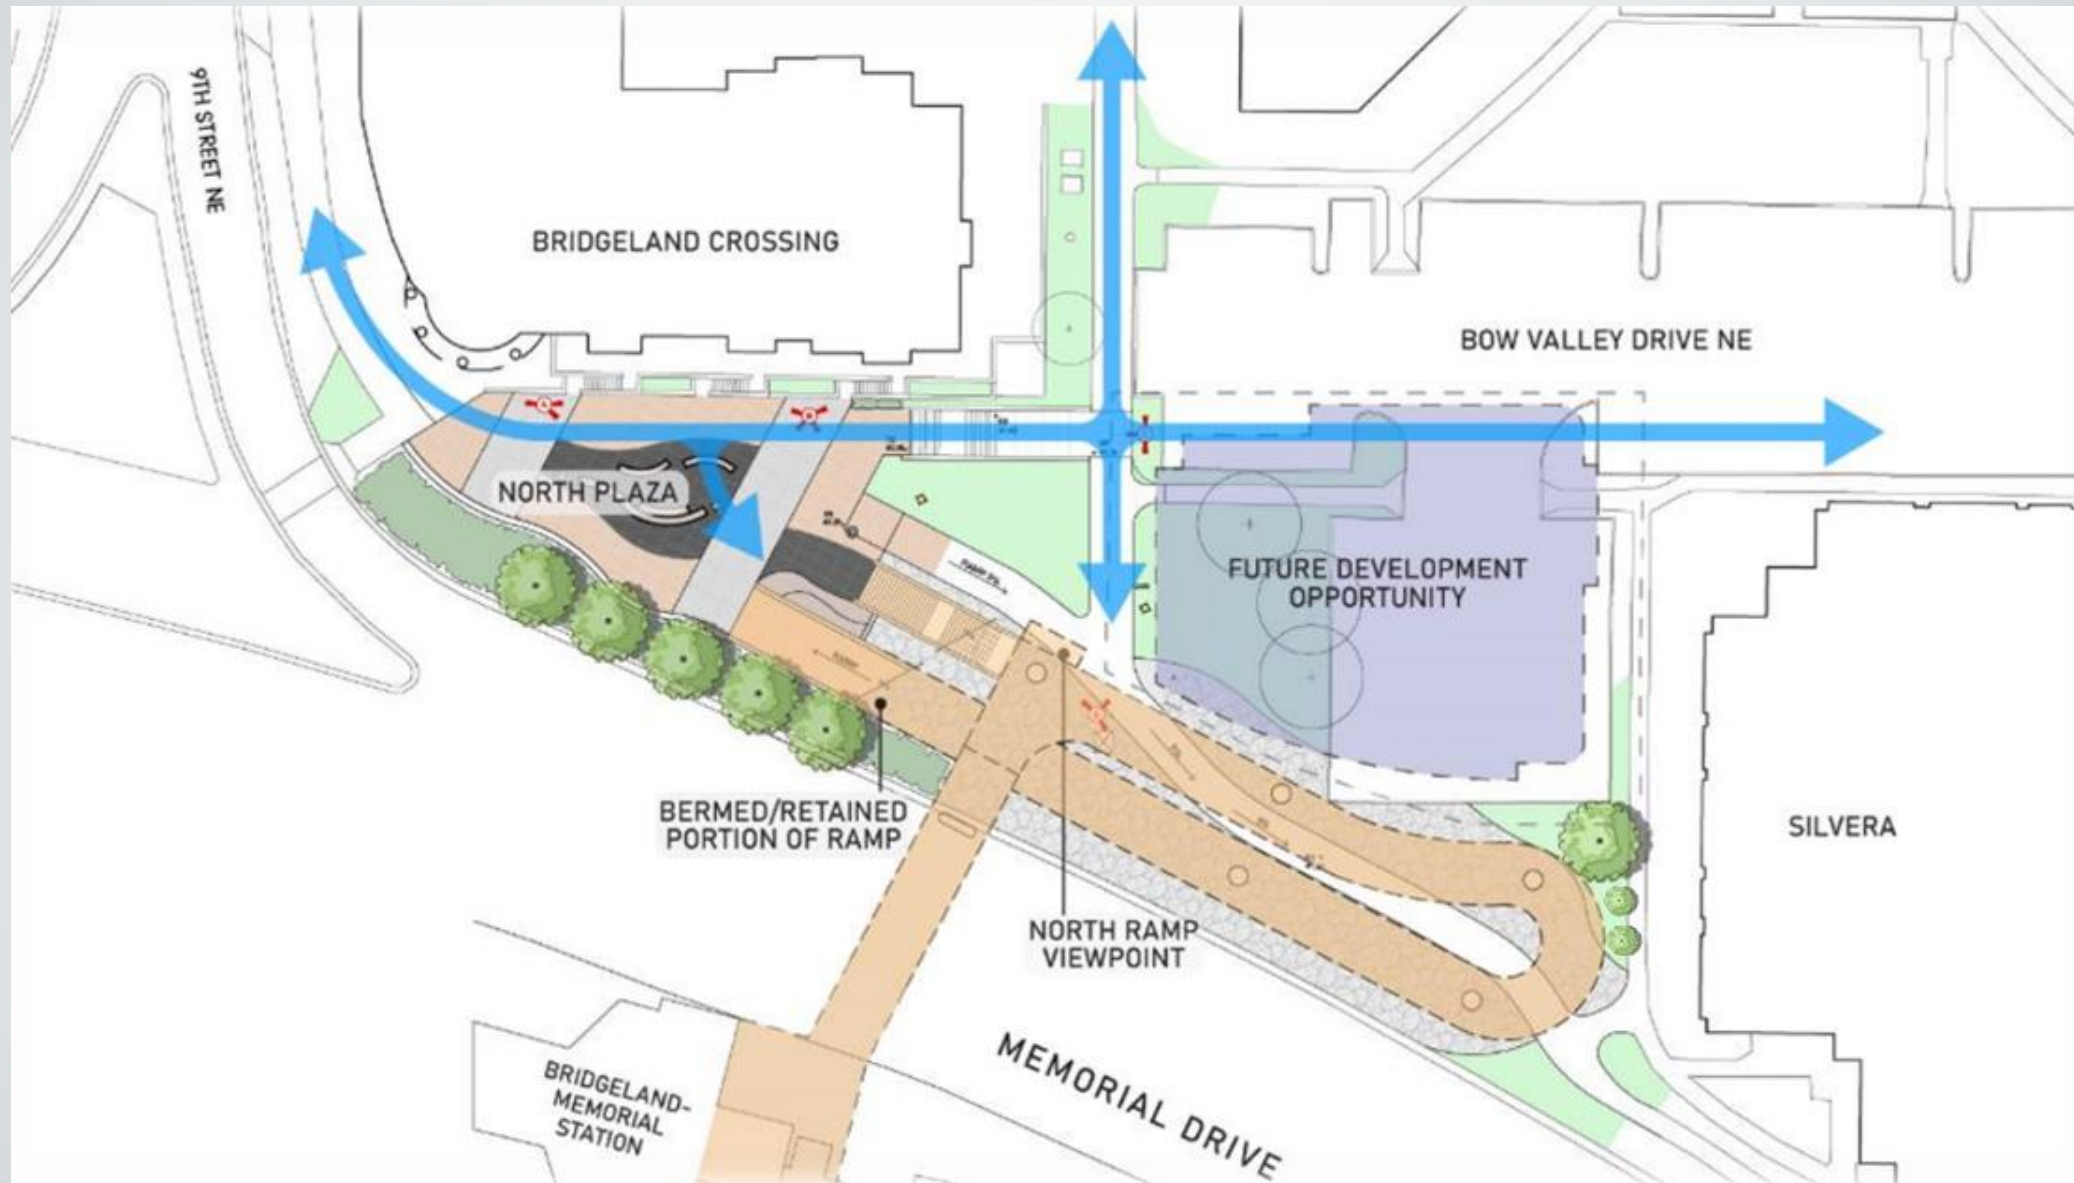 9TH STREET NE
BRIDGELAND CROSSING
BOW VALLEY DRIVE NE
NORTH PLAZA
FUTURE DEVELOPMENT
OPPORTUNITY
BERMED/RETAINED
PORTION OF RAMP
SILVERA
NORTH RAMP
VIEWPOINT
MEMORIAL DRIVE
BRIDGELAND-
MEMORIAL
STATION